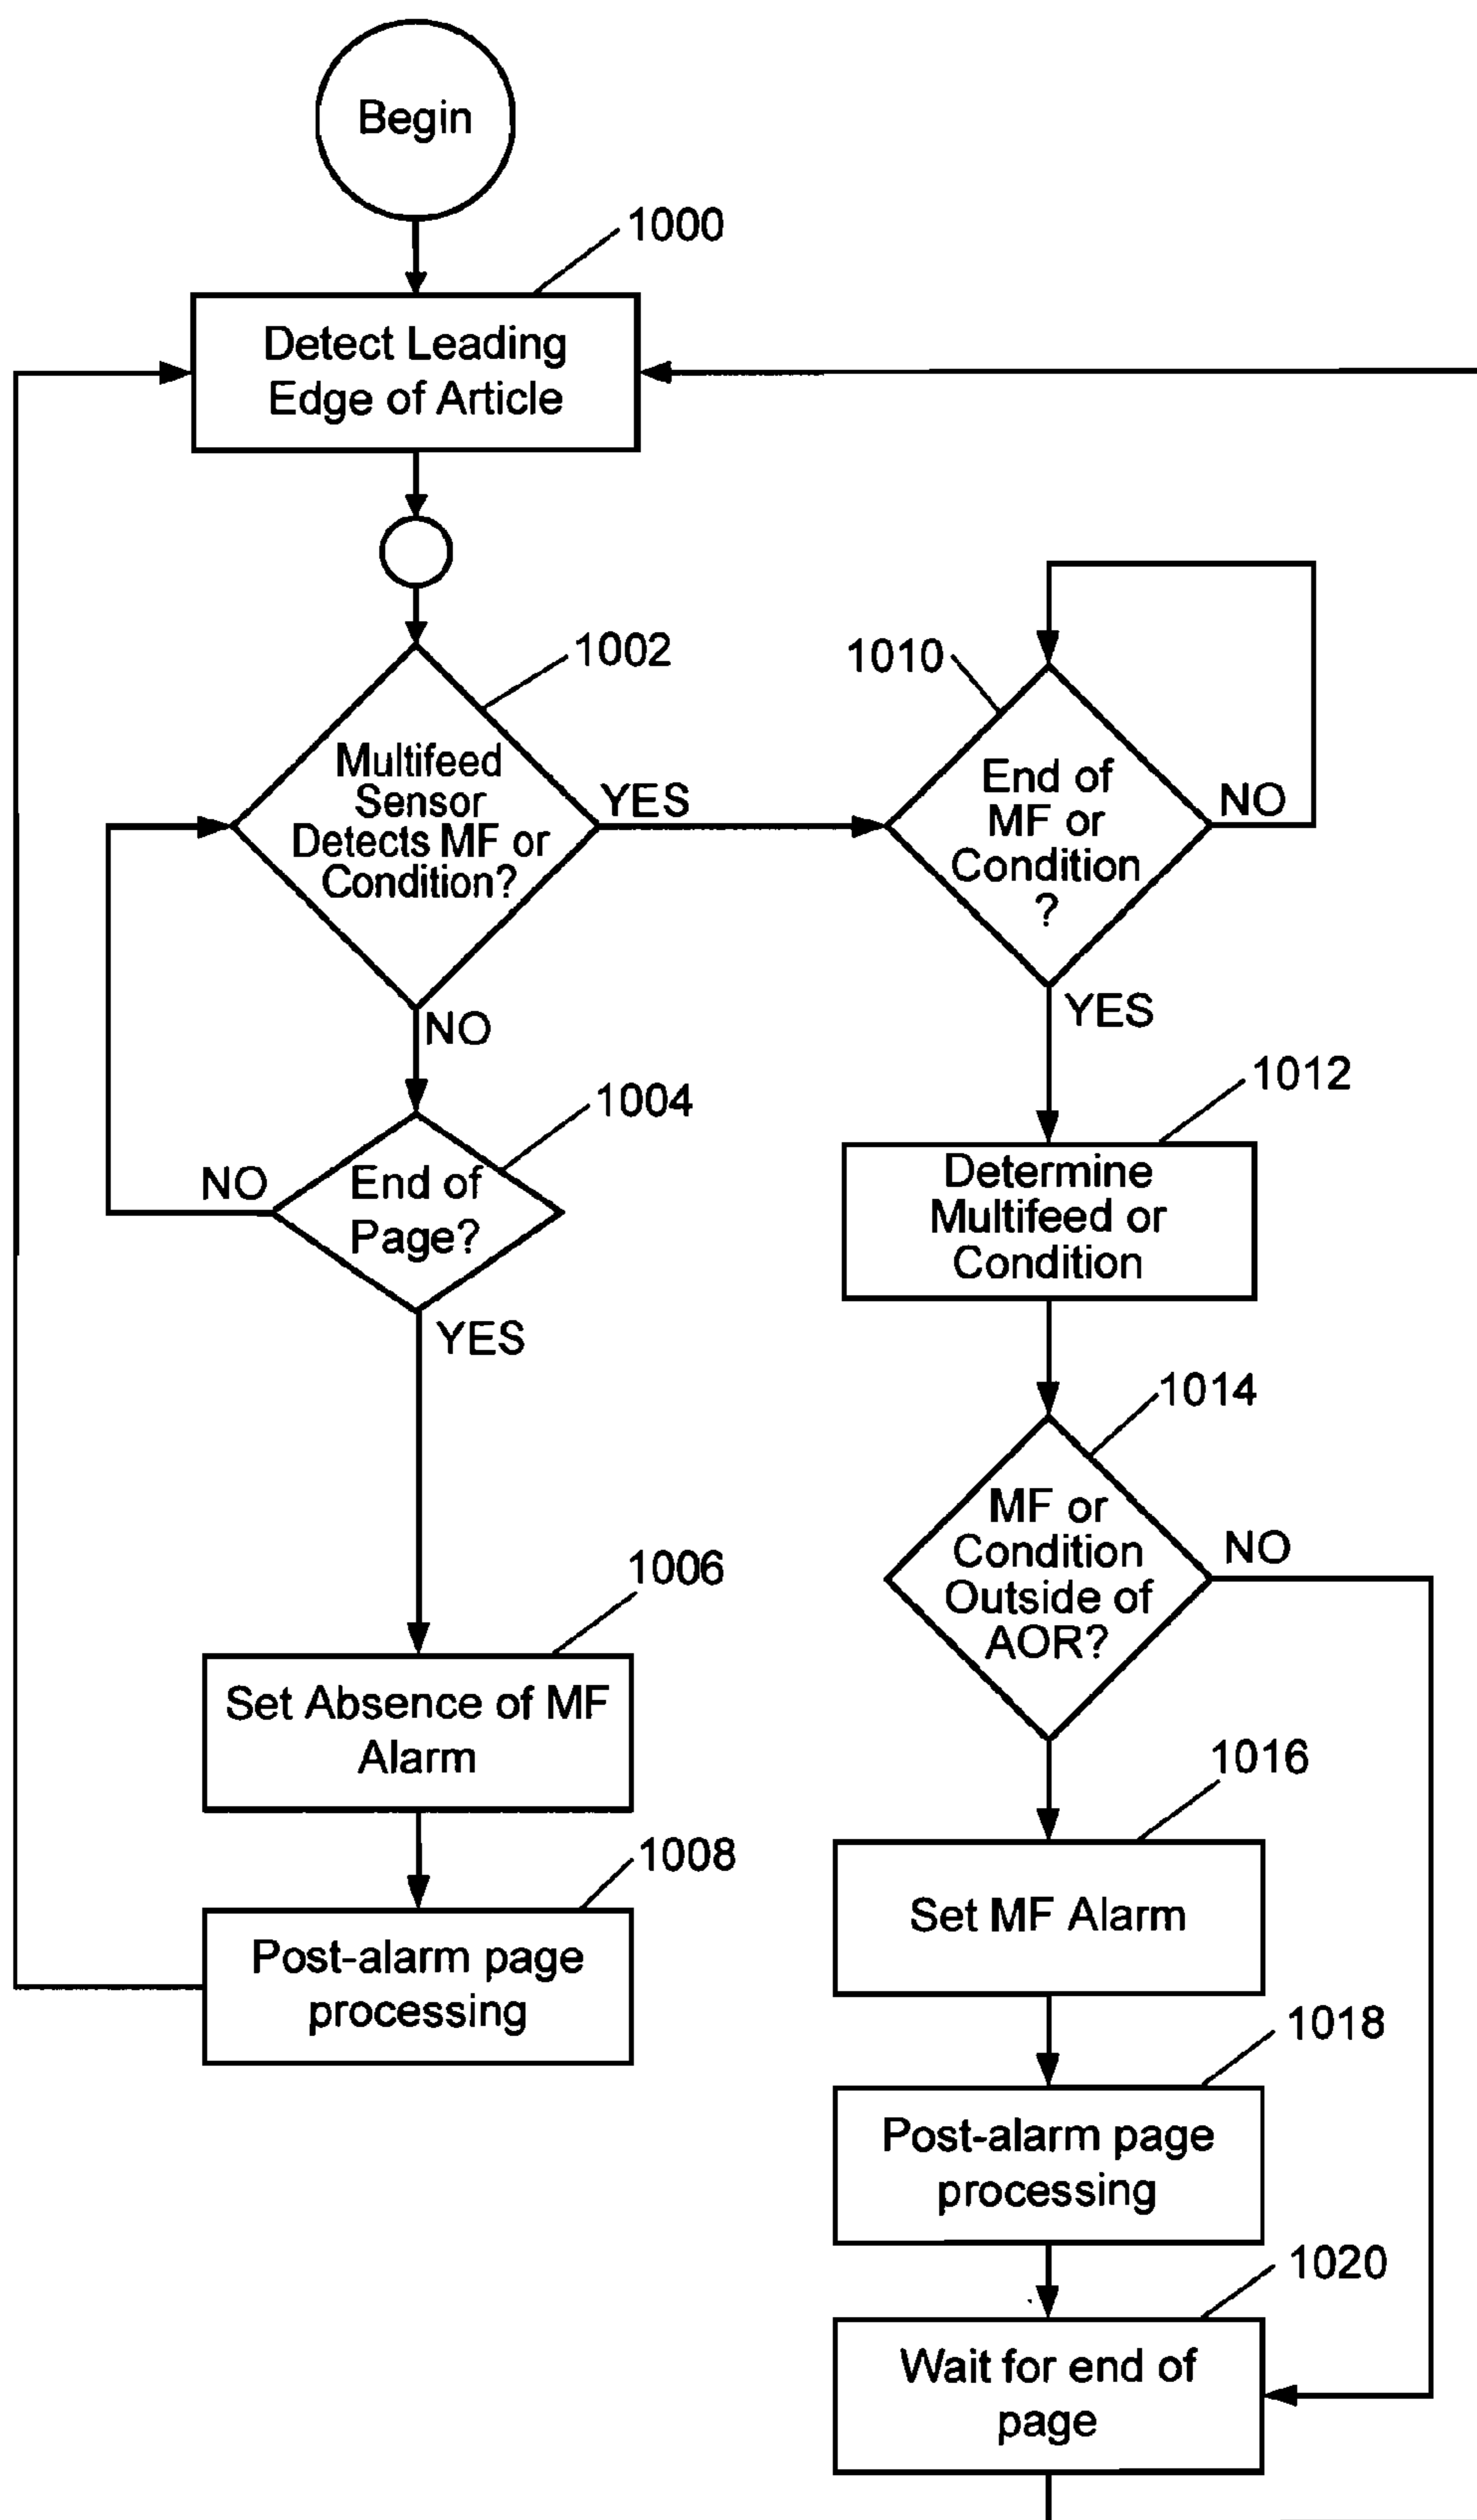 Begin
1000
Detect Leading
Edge of Article
1002
Multifeed
Sensor
Detects MF or
Condition?
YES
NO
1004
End of
Page?
NO
YES
1006
Set Absence of MF
Alarm
1008
Post-alarm page
processing
1010
End of
MF or
Condition
?
NO
YES
1012
Determine
Multifeed or
Condition
1014
MF or
Condition
Outside of
AOR?
NO
1016
Set MF Alarm
1018
Post-alarm page
processing
1020
Wait for end of
page